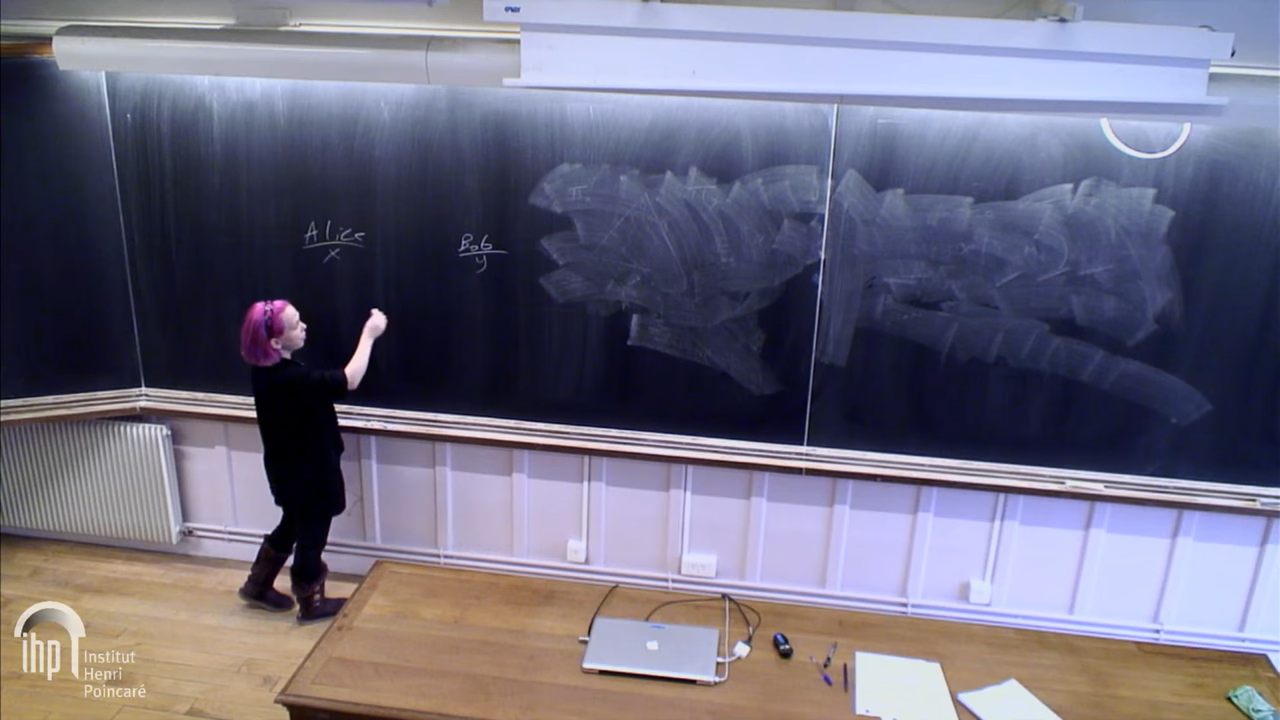 Alice
x
Bob
y
ihp
Institut
Henri
Poincaré